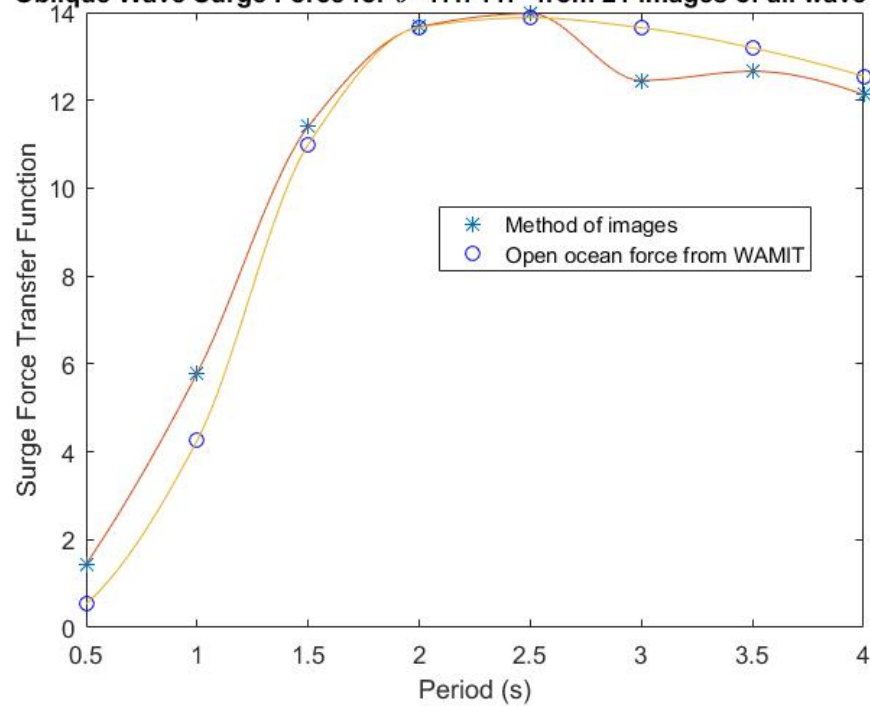 Oblique Wave Surge Force for from 21 images of all wave
14
12
10
8
6
4
2
0
Surge Force Transfer Function
Method of images
Open ocean force from WAMIT
0.5 1 1.5 2 2.5 3 3.5 4
Period (s)